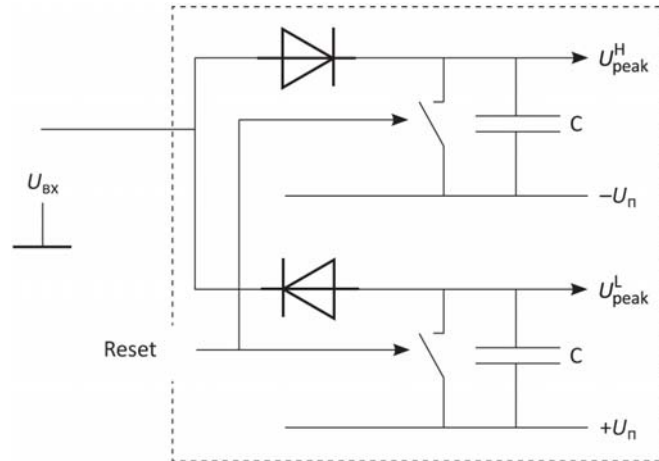 U^H_peak
C
U_вх
–U_п
U^L_peak
Reset
C
+U_п